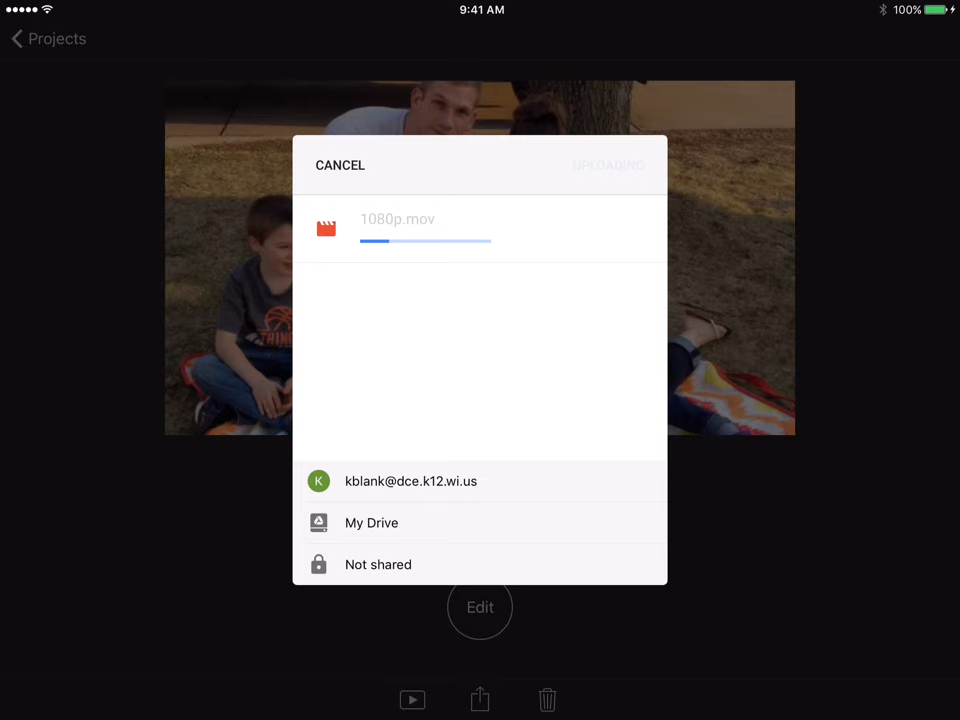 9:41 AM
100%
Projects
CANCEL
UPLOADING
1080p.mov
K
kblank@dce.k12.wi.us
My Drive
Not shared
Edit